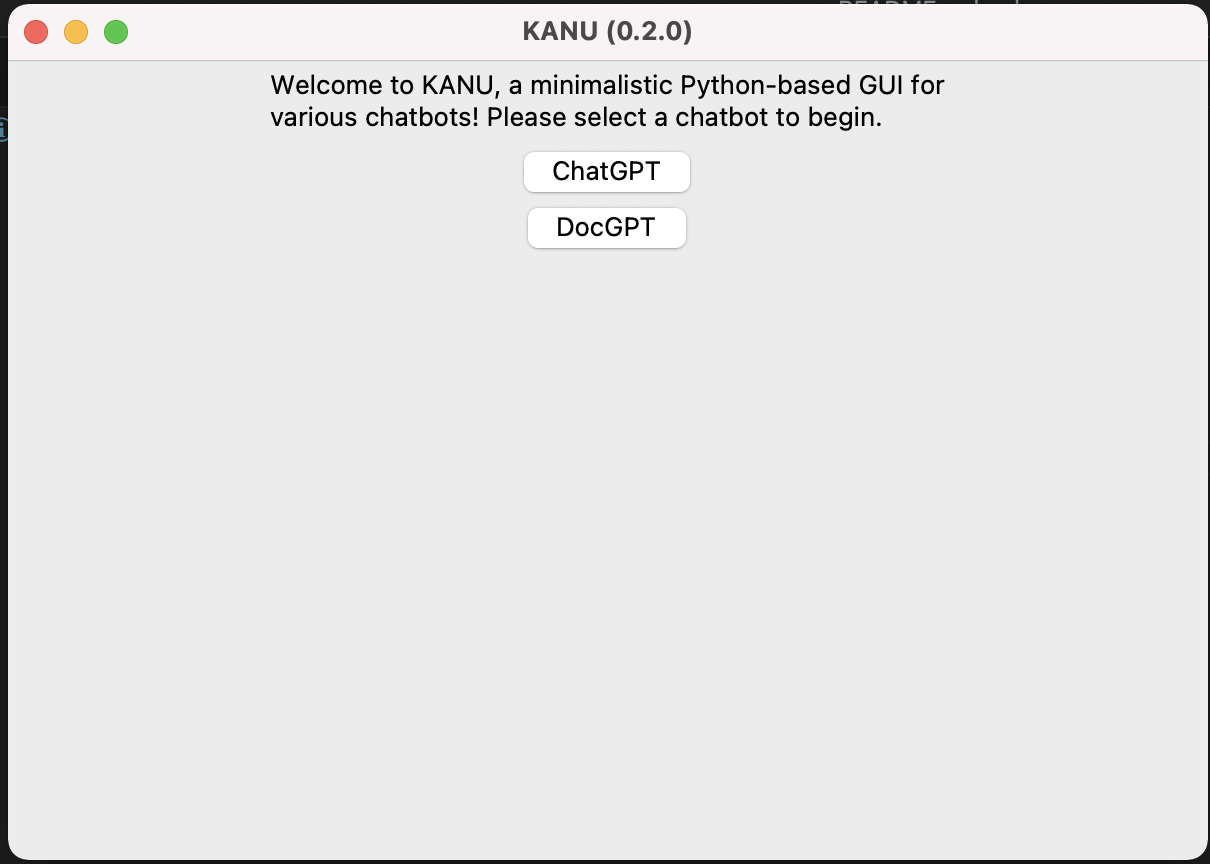 KANU (0.2.0)
Welcome to KANU, a minimalistic Python-based GUI for
various chatbots! Please select a chatbot to begin.
ChatGPT
DocGPT